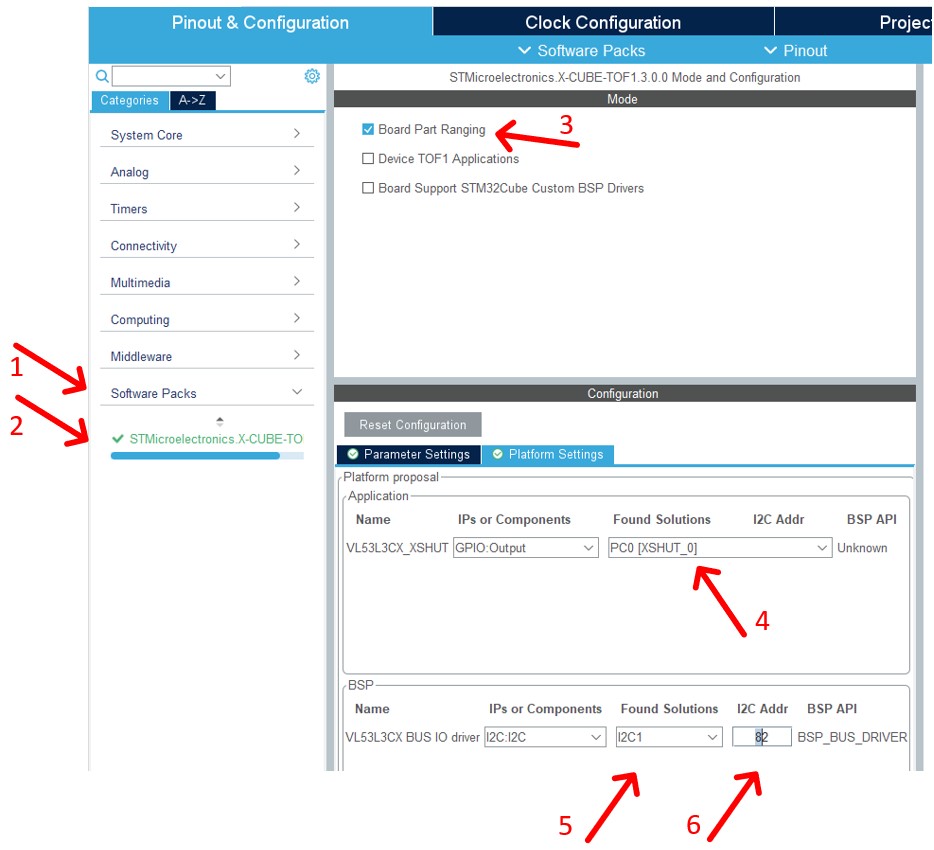 Pinout & Configuration
Clock Configuration
Projec
Software Packs
Pinout
STMicroelectronics.X-CUBE-TOF1.3.0.0 Mode and Configuration
Categories
A->Z
Mode
System Core
Analog
Timers
Connectivity
Multimedia
Computing
Middleware
Software Packs
STMicroelectronics.X-CUBE-TO
1
2
Board Part Ranging
3
Device TOF1 Applications
Board Support STM32Cube Custom BSP Drivers
Configuration
Reset Configuration
Parameter Settings
Platform Settings
Platform proposal
Application
Name IPs or Components Found Solutions I2C Addr BSP API
VL53L3CX_XSHUT GPIO:Output PC0 [XSHUT_0] Unknown
4
BSP
Name IPs or Components Found Solutions I2C Addr BSP API
VL53L3CX BUS IO driver I2C:I2C I2C1 82 BSP_BUS_DRIVER
5
6